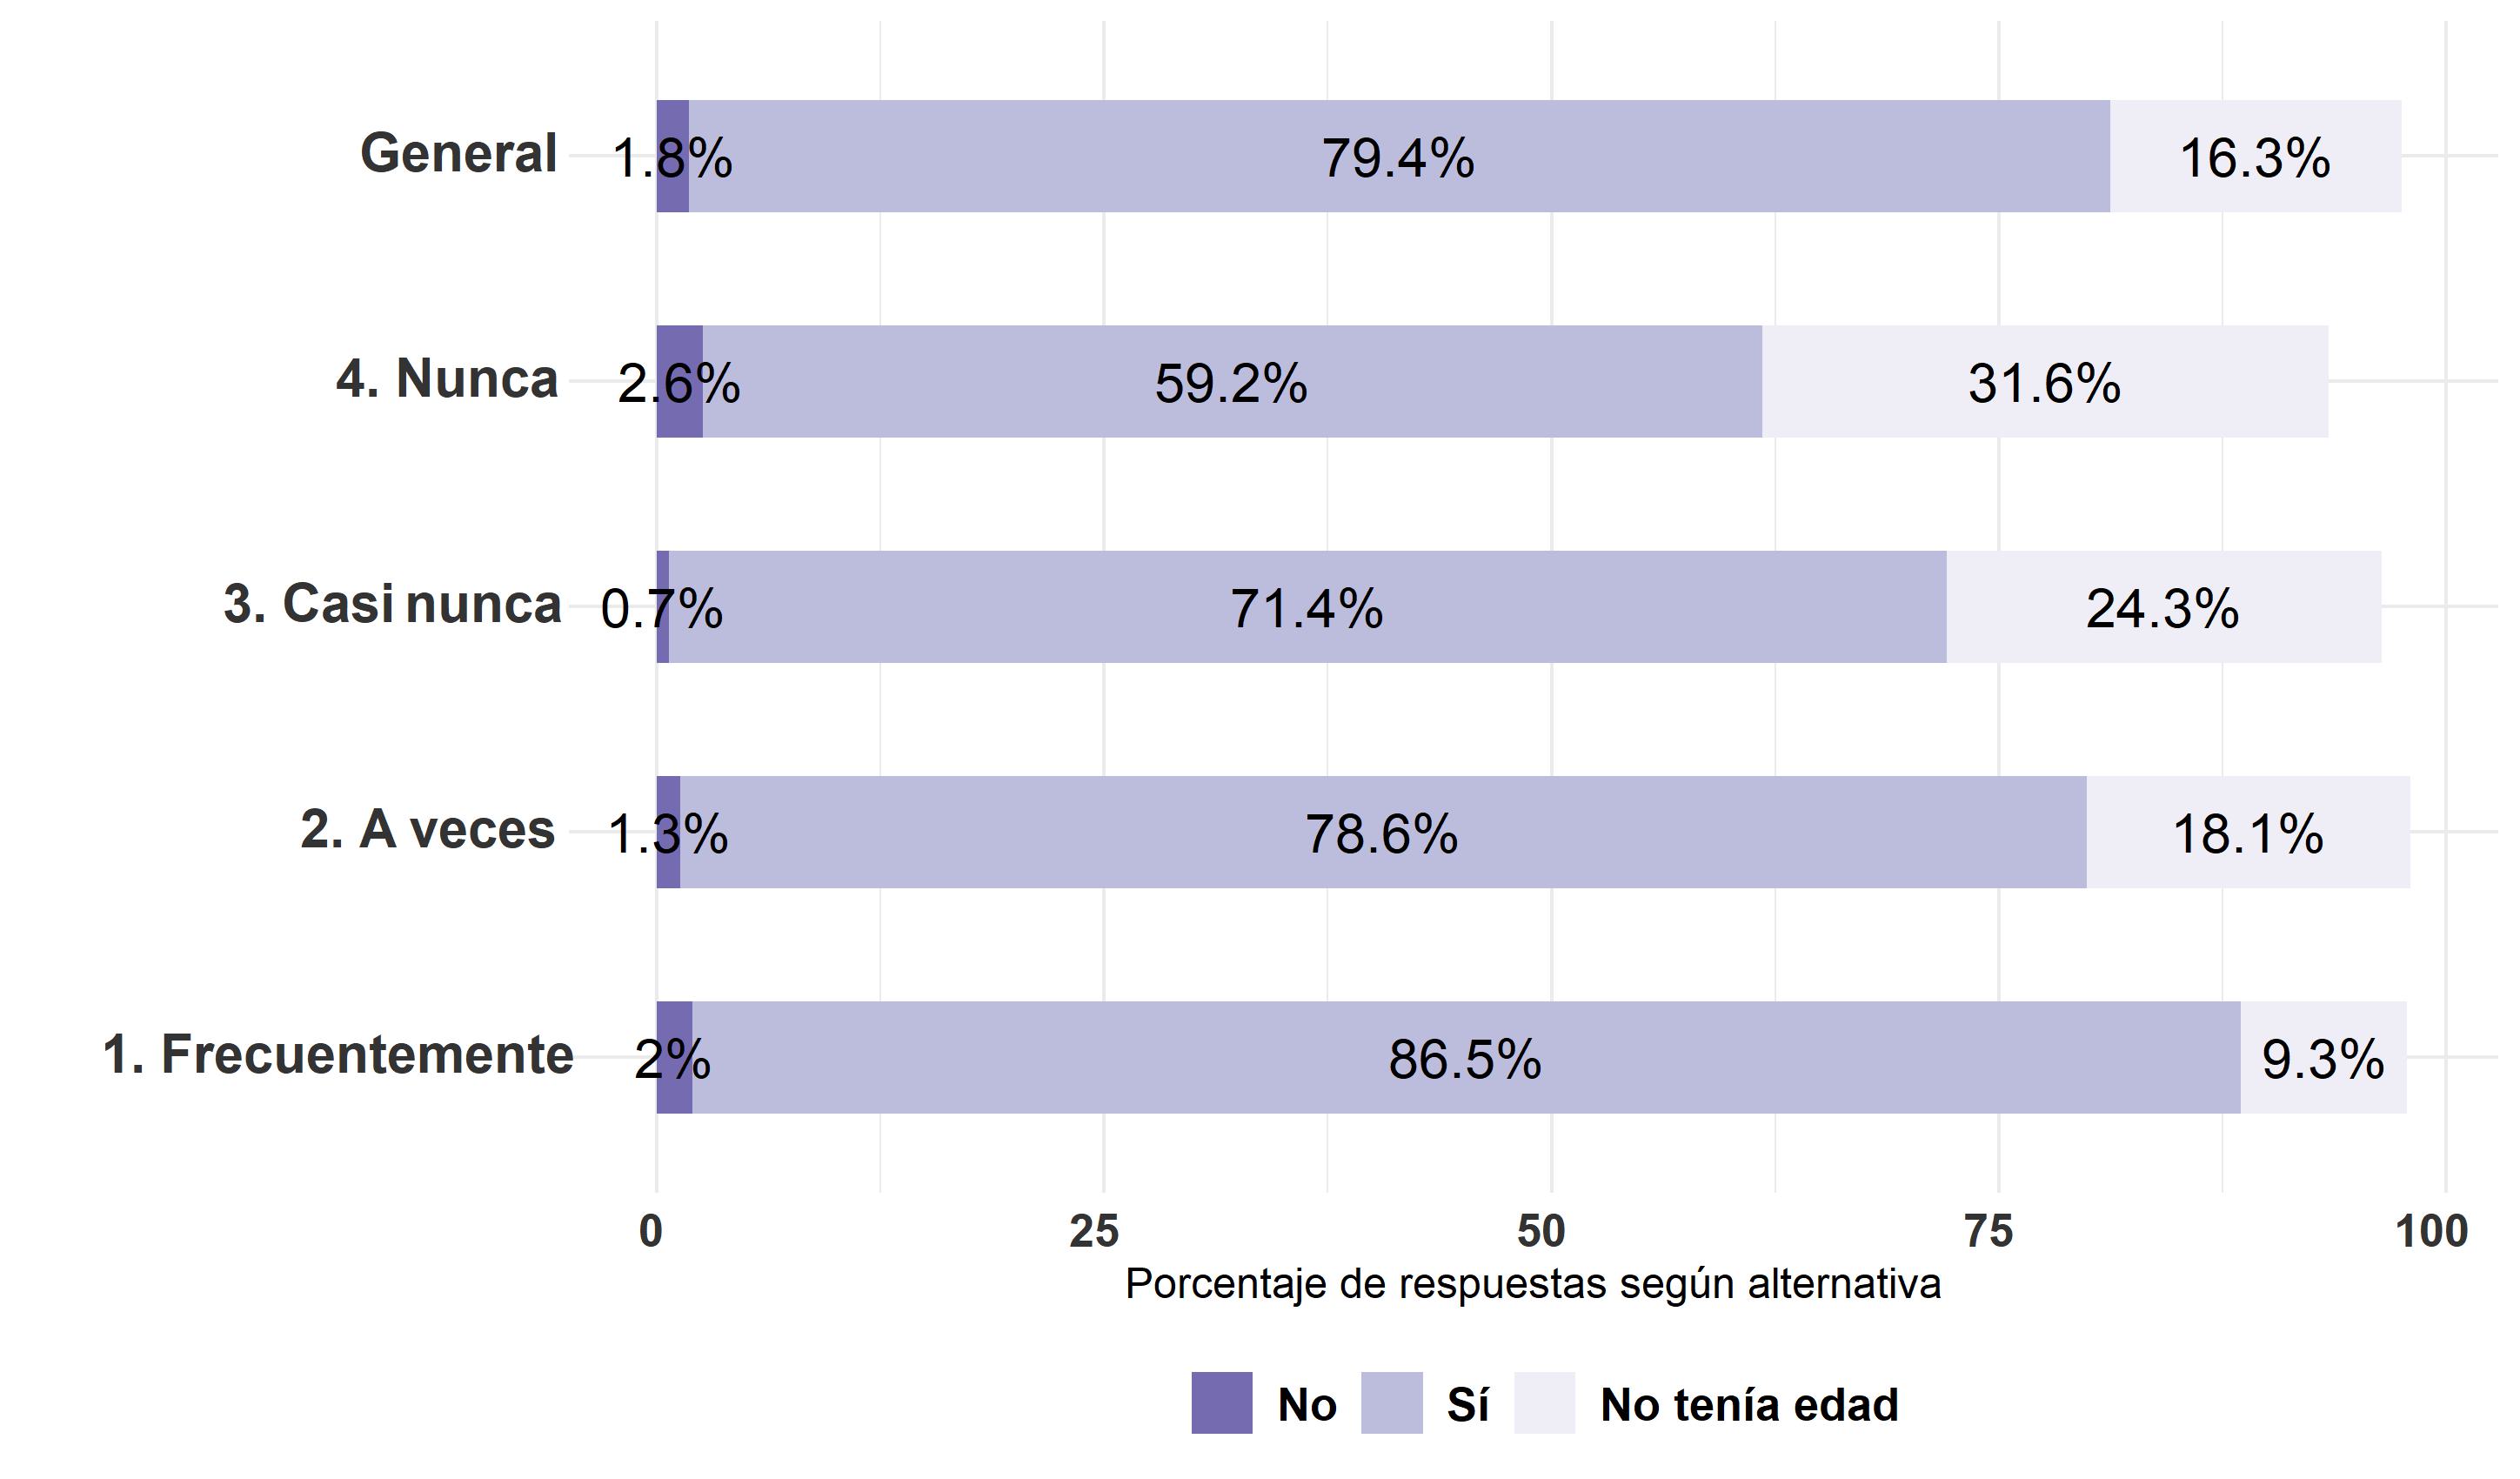 General 1.8% 79.4% 16.3%
4. Nunca 2.6% 59.2% 31.6%
3. Casi nunca 0.7% 71.4% 24.3%
2. A veces 1.3% 78.6% 18.1%
1. Frecuentemente 2% 86.5% 9.3%
0 25 50 75 100
Porcentaje de respuestas según alternativa
No Sí No tenía edad